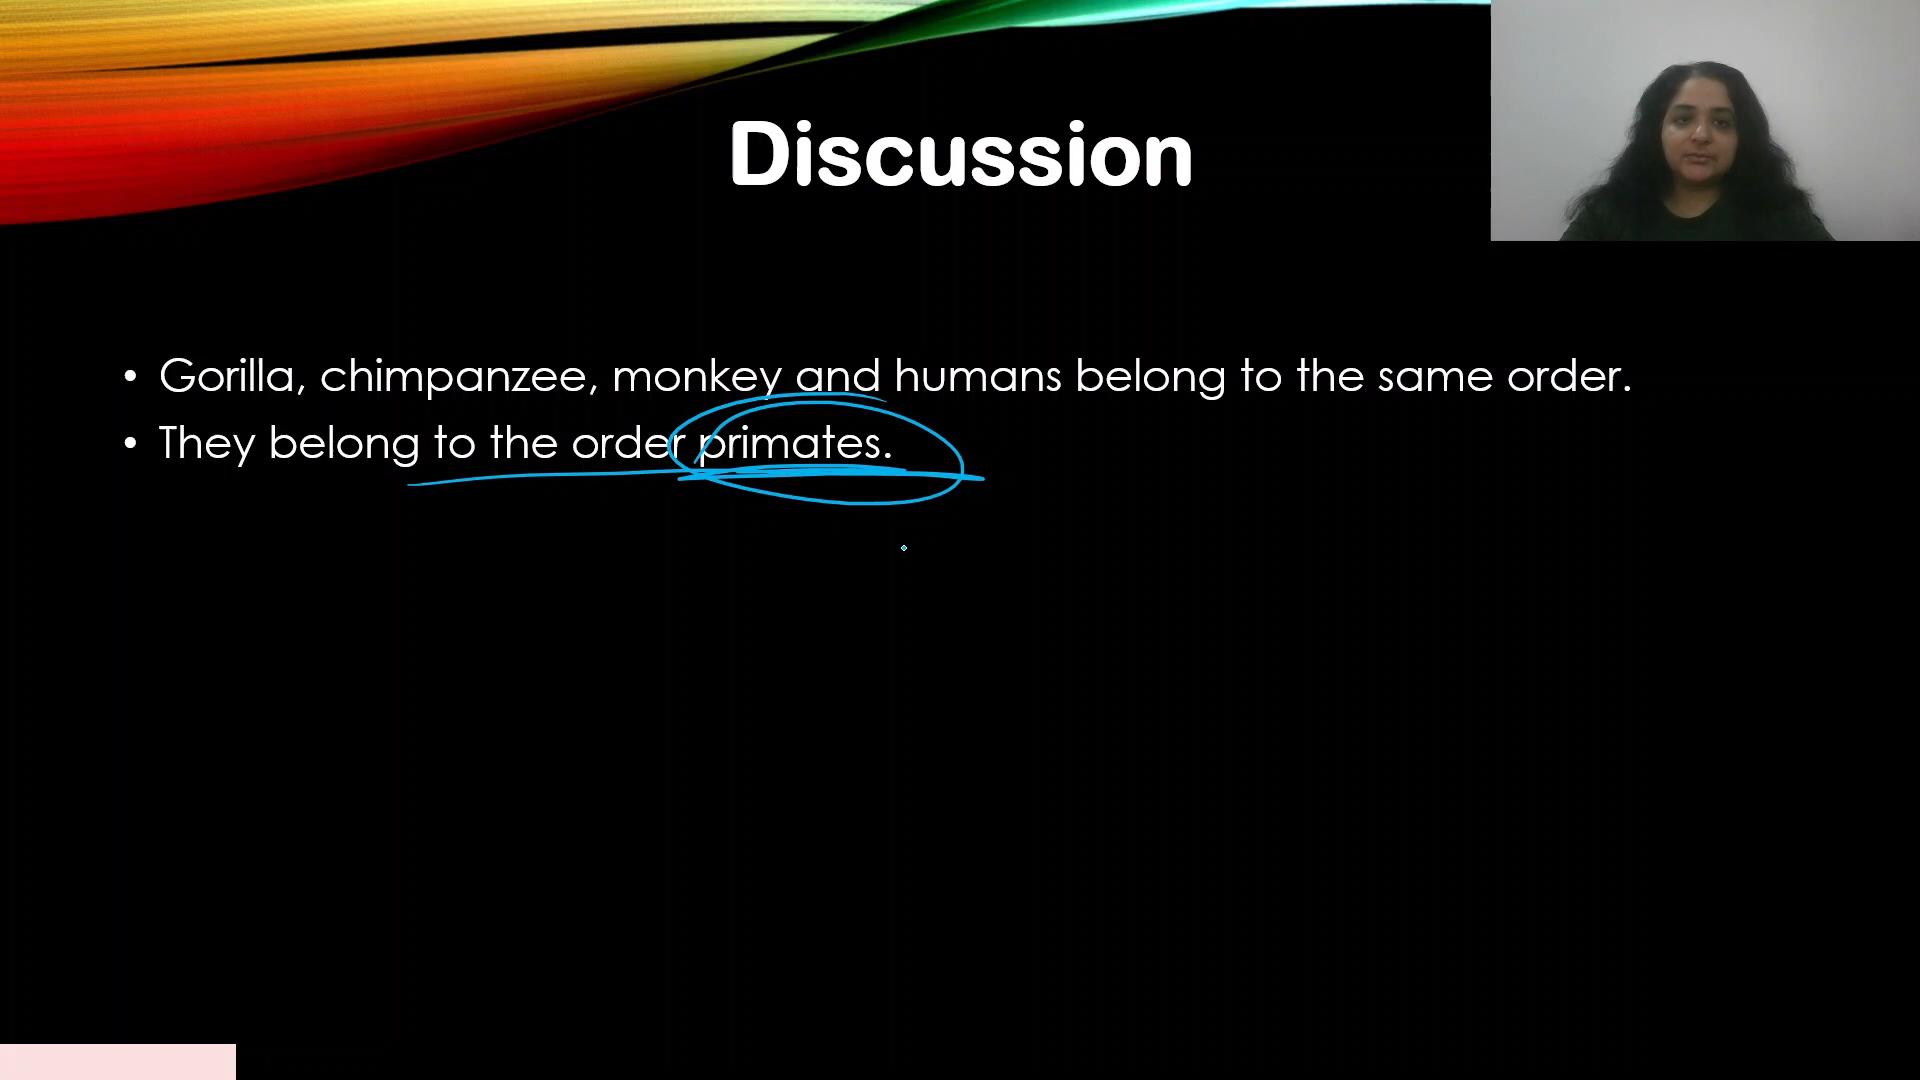 Discussion
• Gorilla, chimpanzee, monkey and humans belong to the same order.
• They belong to the order primates.